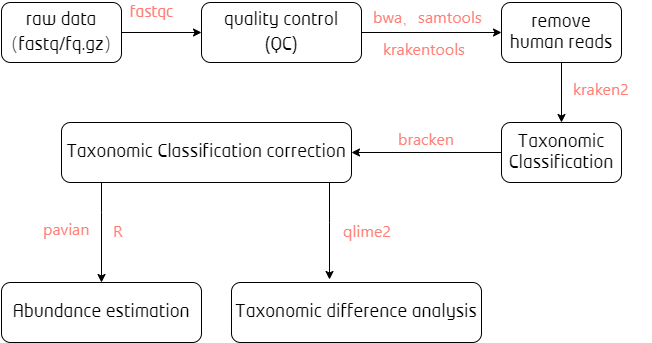 raw data
(fastq/fq.gz)
fastqc
quality control
(QC)
bwa、samtools
krakentools
remove
human reads
kraken2
Taxonomic
Classification
bracken
Taxonomic Classification correction
pavian
R
qlime2
Abundance estimation
Taxonomic difference analysis